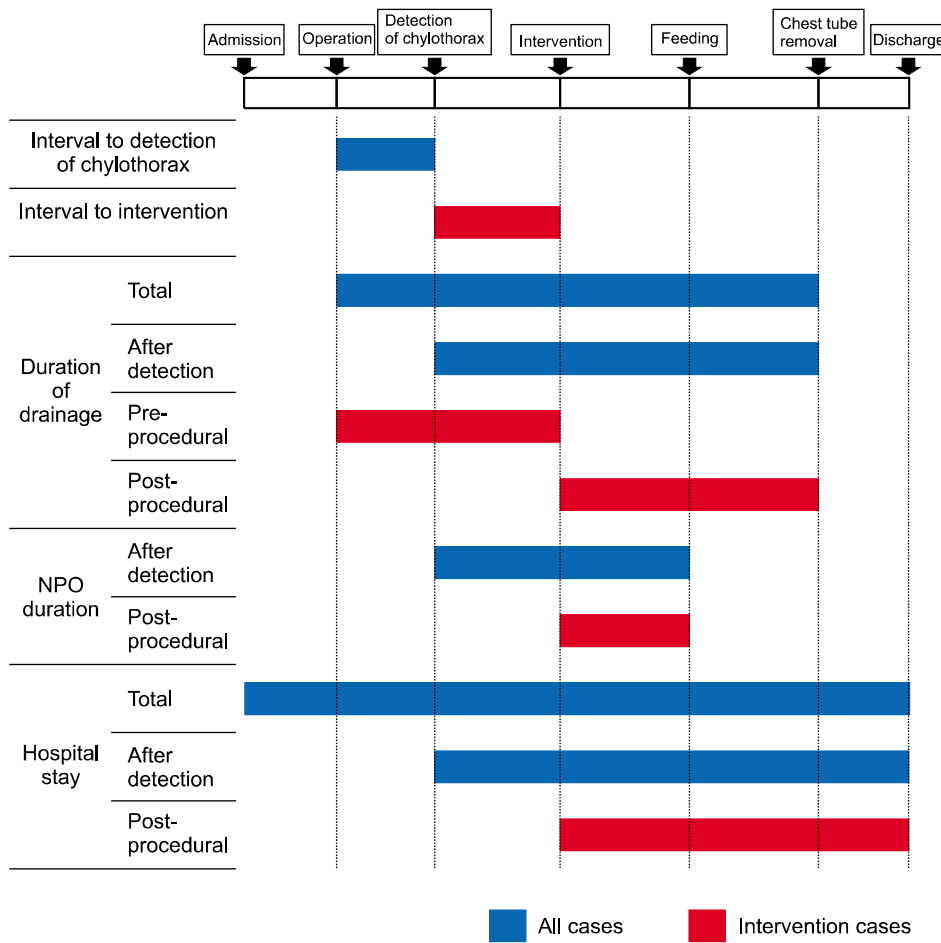 Admission
Operation
Detection
of chylothorax
Intervention
Feeding
Chest tube
removal
Discharge
Interval to detection
of chylothorax
Interval to intervention
Duration
of
drainage
Total
After
detection
Pre-
procedural
Post-
procedural
NPO
duration
After
detection
Post-
procedural
Hospital
stay
Total
After
detection
Post-
procedural
All cases
Intervention cases